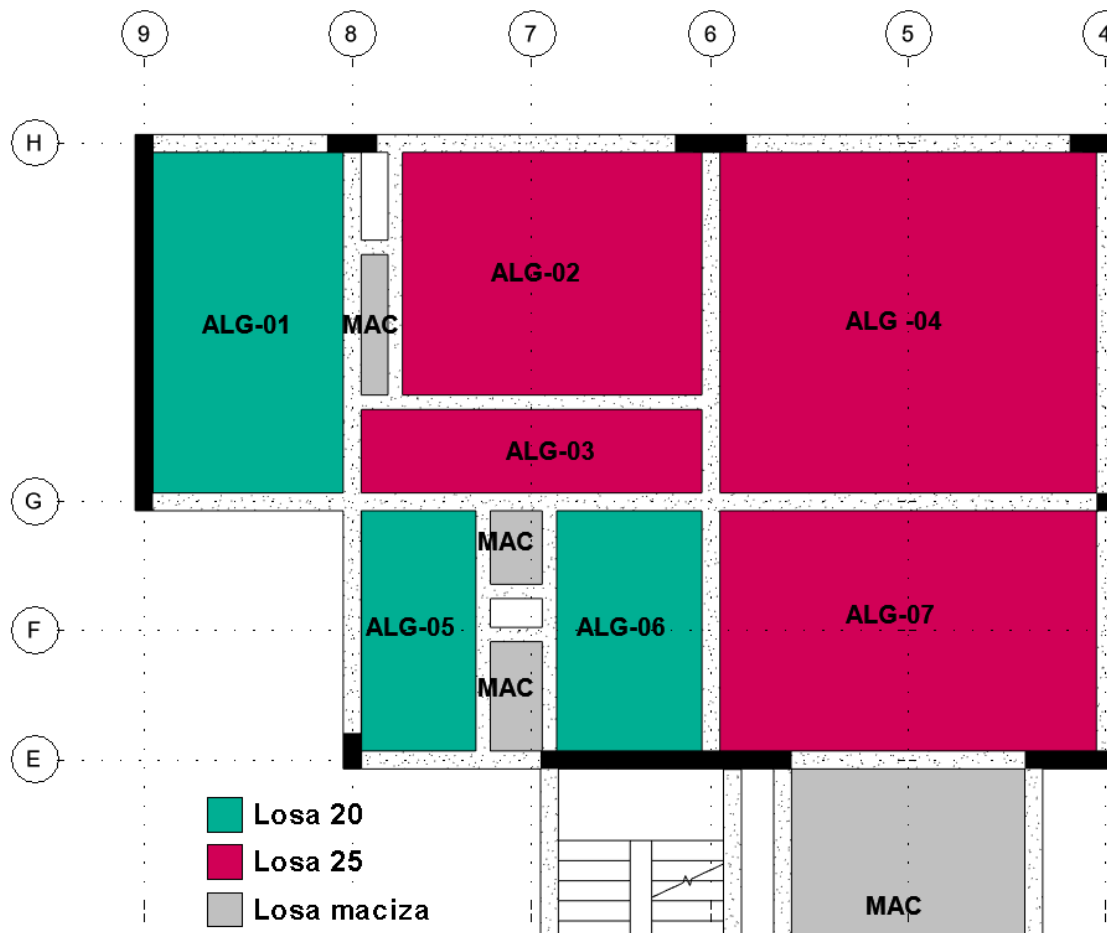 9 8 7 6 5 4
H
ALG-02
ALG-01 MAC ALG -04
ALG-03
G
MAC
ALG-07
F ALG-05 ALG-06
MAC
E
Losa 20
Losa 25
Losa maciza MAC